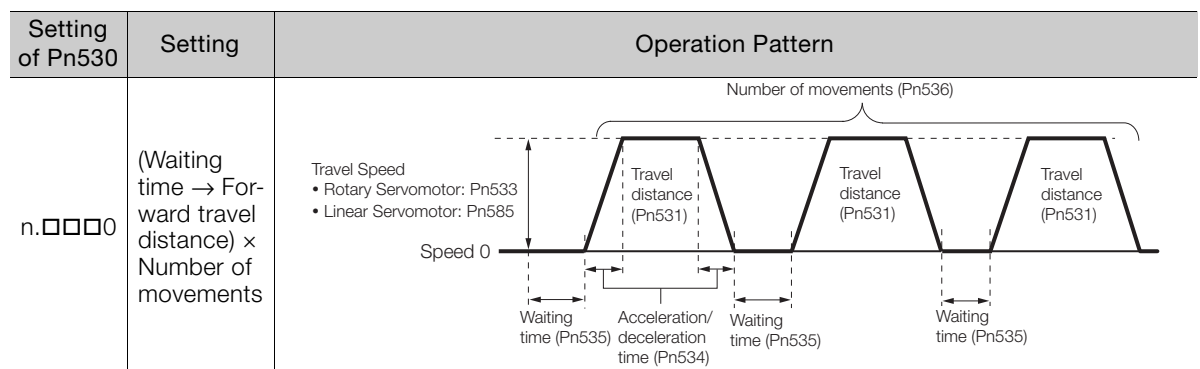 Setting
of Pn530
Setting
Operation Pattern
n.□□□0
(Waiting
time → For-
ward travel
distance) ×
Number of
movements
Number of movements (Pn536)
Travel Speed
• Rotary Servomotor: Pn533
• Linear Servomotor: Pn585
Speed 0
Travel
distance
(Pn531)
Travel
distance
(Pn531)
Travel
distance
(Pn531)
Waiting
time (Pn535)
Acceleration/
deceleration
time (Pn534)
Waiting
time (Pn535)
Waiting
time (Pn535)